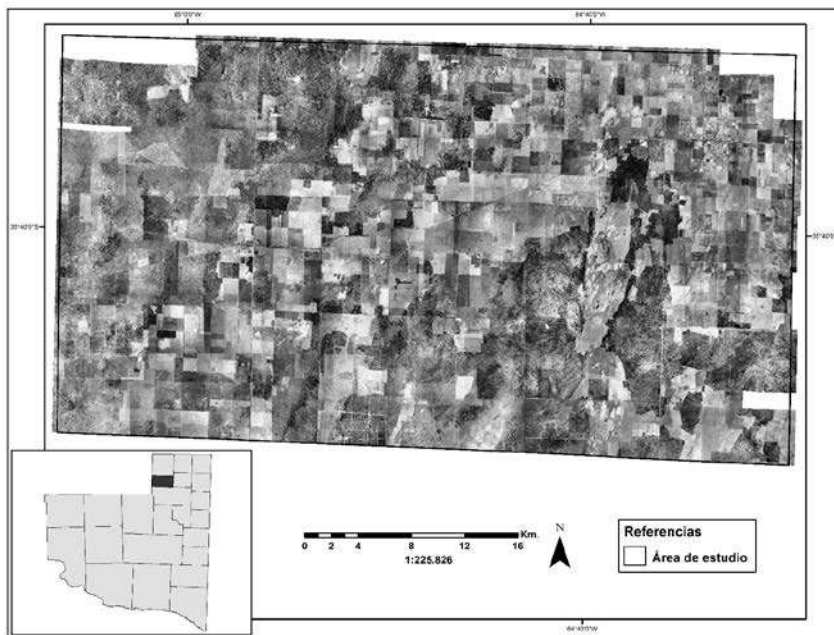 65°0'0"W
64°40'0"W
35°40'0"S
35°40'0"
0 1 2 4 8 12 16
Km.
1:225.826
N
Referencias
Área de estudio
64°40'0"W